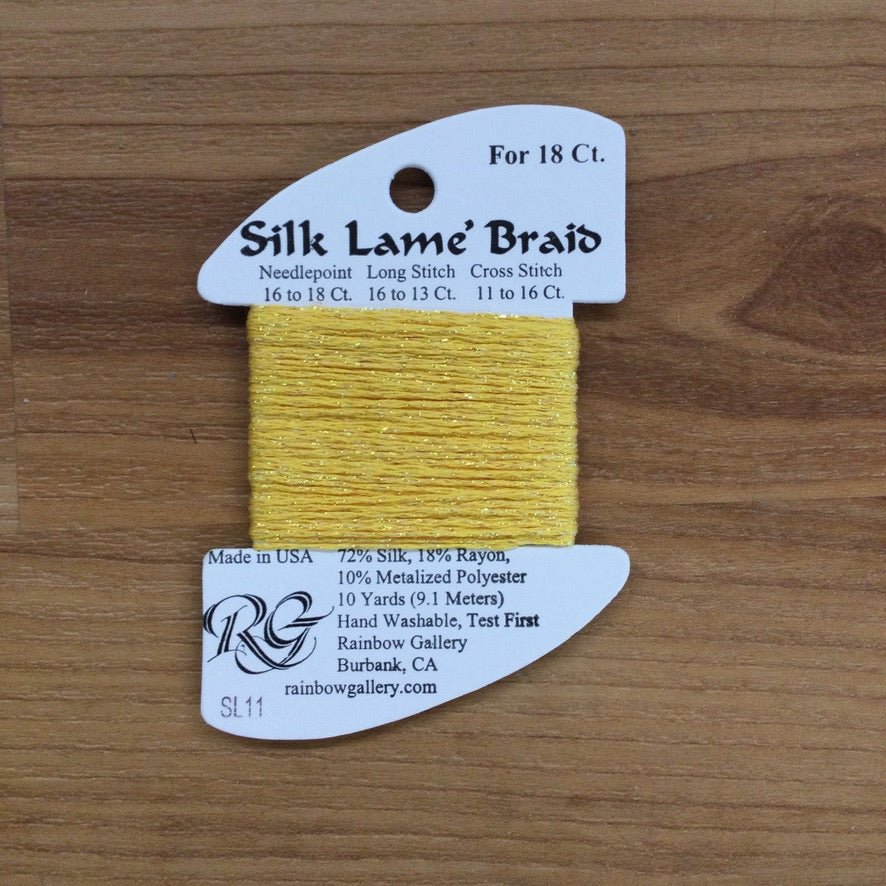 For 18 Ct.
Silk Lame' Braid
Needlepoint Long Stitch Cross Stitch
16 to 18 Ct. 16 to 13 Ct. 11 to 16 Ct.
Made in USA 72% Silk, 18% Rayon,
10% Metalized Polyester
10 Yards (9.1 Meters)
RG Hand Washable, Test First
Rainbow Gallery
Burbank, CA
rainbowgallery.com
SL11